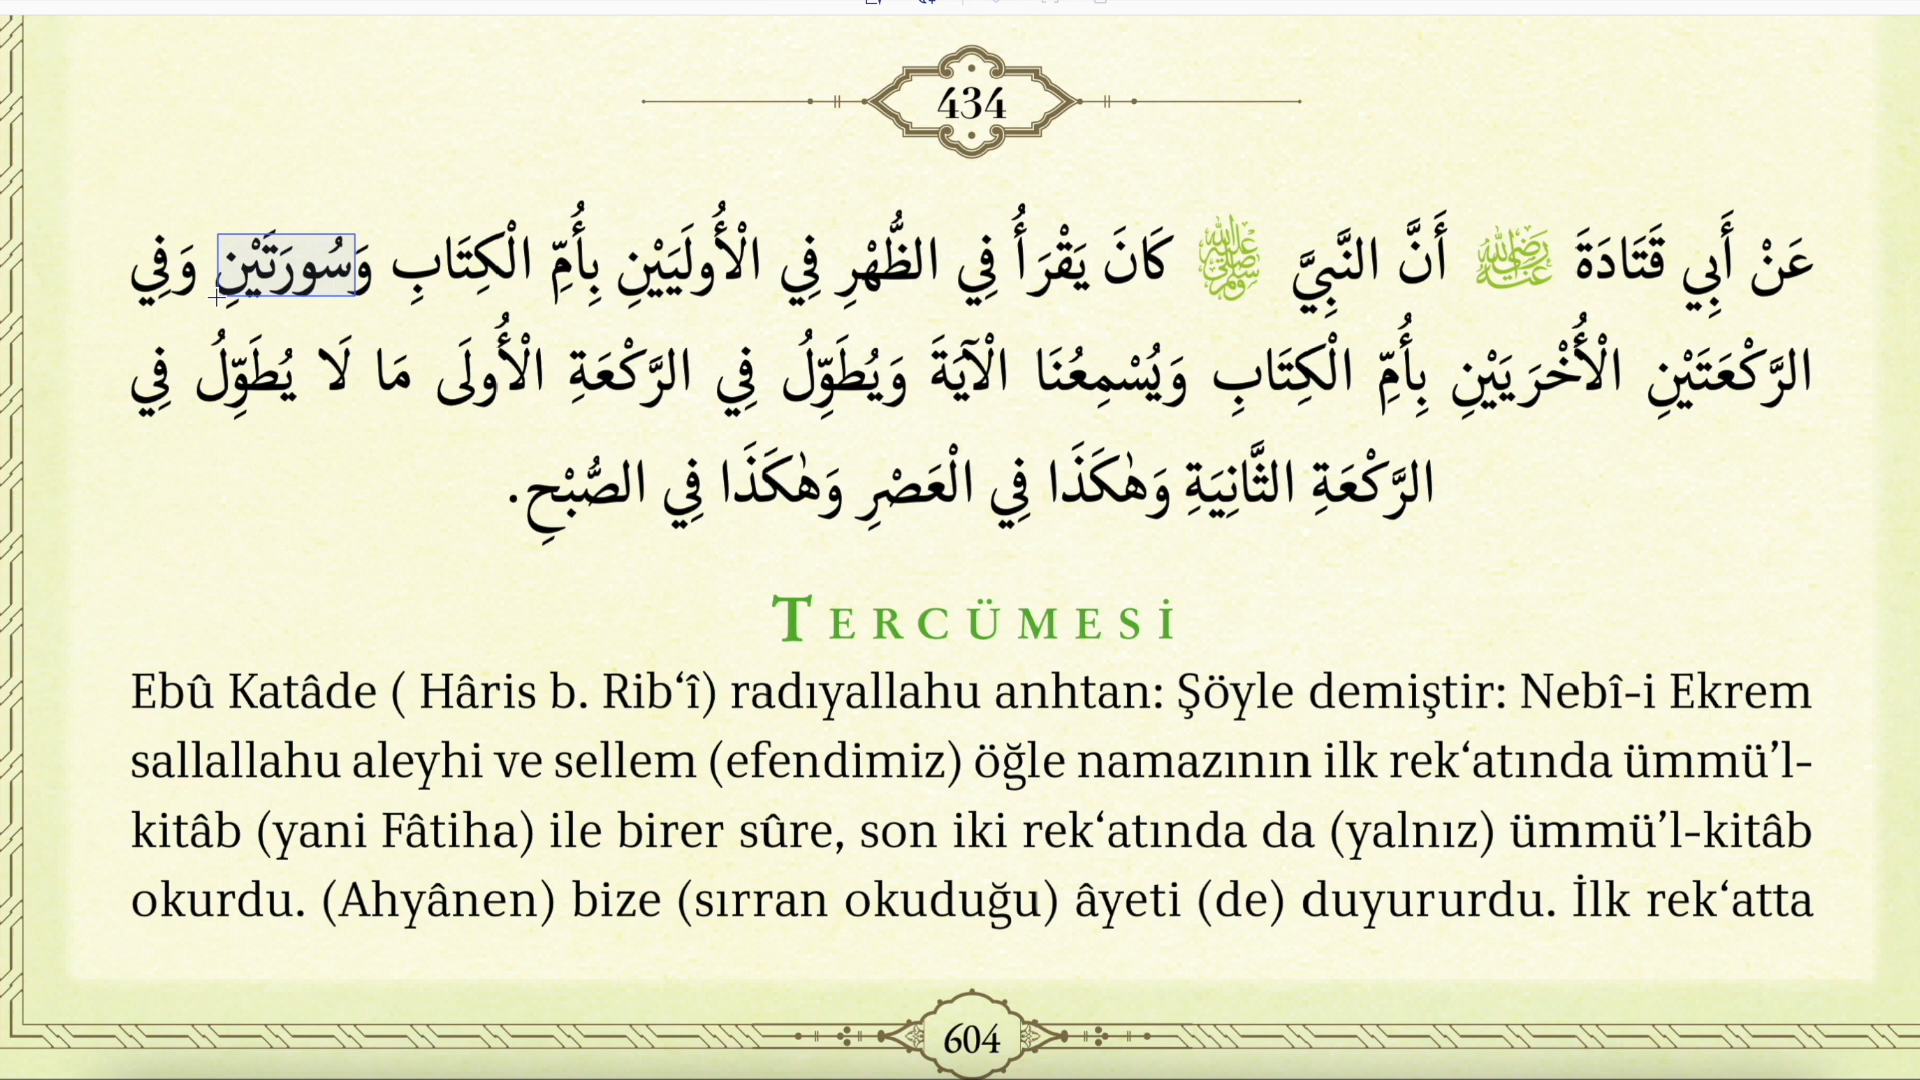 434
عَنْ أَبِي قَتَادَةَ رَضِيَ اللهُ عَنْهُ أَنَّ النَّبِيَّ صَلَّى اللهُ عَلَيْهِ وَسَلَّمَ كَانَ يَقْرَأُ فِي الظُّهْرِ فِي الْأُولَيَيْنِ بِأُمِّ الْكِتَابِ وَسُورَتَيْنِ وَفِي
الرَّكْعَتَيْنِ الْأُخْرَيَيْنِ بِأُمِّ الْكِتَابِ وَيُسْمِعُنَا الْآيَةَ وَيُطَوِّلُ فِي الرَّكْعَةِ الْأُولَى مَا لَا يُطَوِّلُ فِي
الرَّكْعَةِ الثَّانِيَةِ وَهٰكَذَا فِي الْعَصْرِ وَهٰكَذَا فِي الصُّبْحِ.
TERCÜMESİ
Ebû Katâde ( Hâris b. Rib‘î) radıyallahu anhtan: Şöyle demiştir: Nebî-i Ekrem
sallallahu aleyhi ve sellem (efendimiz) öğle namazının ilk rek‘atında ümmü’l-
kitâb (yani Fâtiha) ile birer sûre, son iki rek‘atında da (yalnız) ümmü’l-kitâb
okurdu. (Ahyânen) bize (sırran okuduğu) âyeti (de) duyururdu. İlk rek‘atta
604